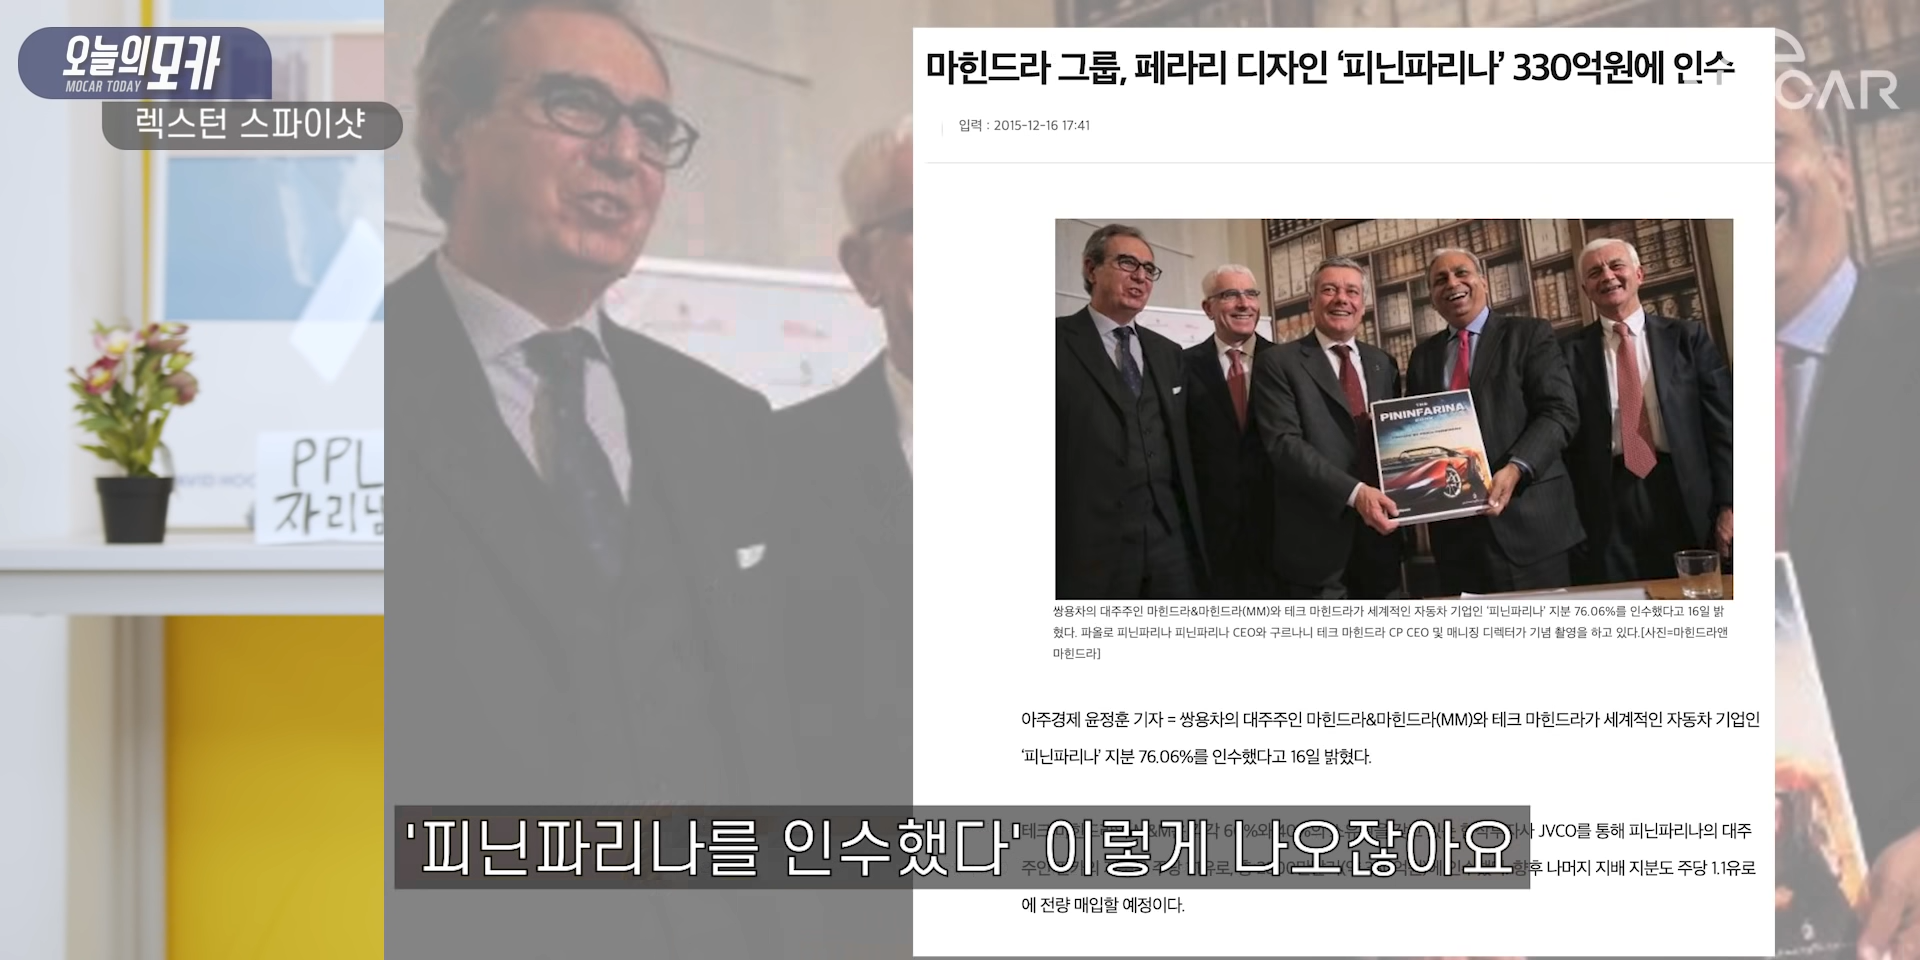 오늘의모카
MOCAR TODAY
렉스턴 스파이샷
마힌드라 그룹, 페라리 디자인 ‘피닌파리나’ 330억원에 인수
CAR
입력 : 2015-12-16 17:41
THE
PININFARINA
PPL
자리
쌍용차의 대주주인 마힌드라&마힌드라(MM)와 테크 마힌드라가 세계적인 자동차 기업인 ‘피닌파리나’ 지분 76.06%를 인수했다고 16일 밝
혔다. 파올로 피닌파리나 피닌파리나 CEO와 구르나니 테크 마힌드라 CP CEO 및 매니징 디렉터가 기념 촬영을 하고 있다.[사진=마힌드라앤
마힌드라]
아주경제 윤정훈 기자 = 쌍용차의 대주주인 마힌드라&마힌드라(MM)와 테크 마힌드라가 세계적인 자동차 기업인
‘피닌파리나’ 지분 76.06%를 인수했다고 16일 밝혔다.
JVCO를 통해 피닌파리나의 대주
'피닌파리나를 인수했다' 이렇게 나오잖아요
나머지 지배 지분도 주당 1.1유로
에 전량 매입할 예정이다.